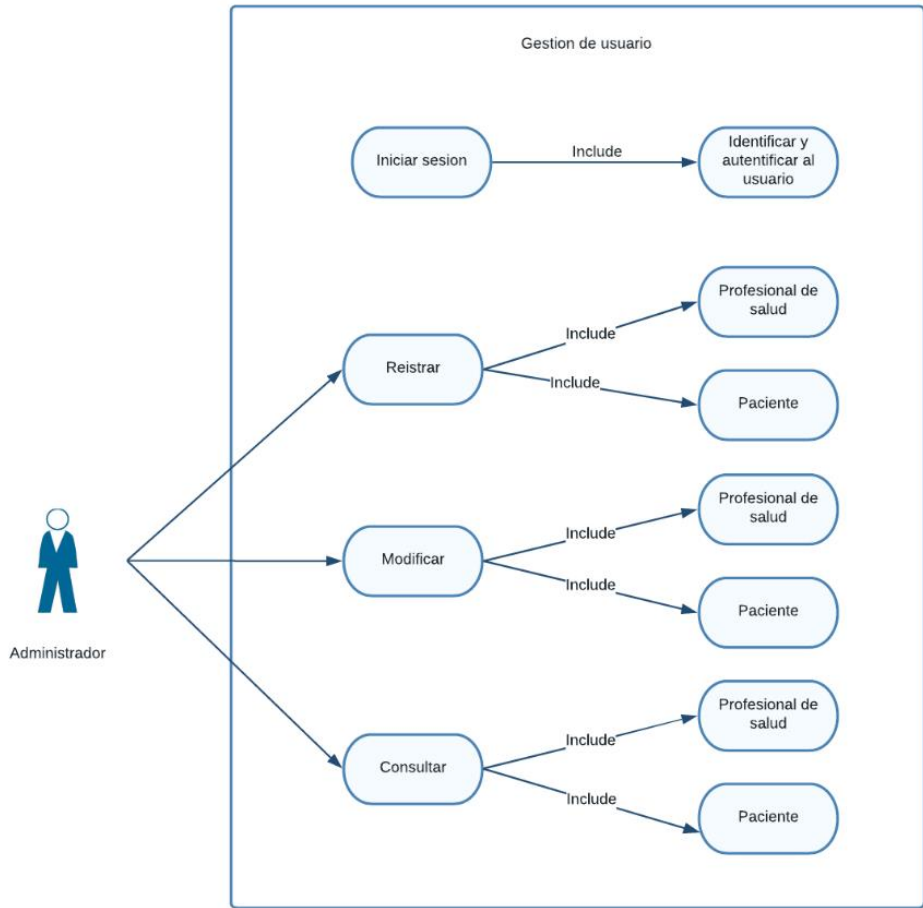 Gestion de usuario
Iniciar sesion
Include
Identificar y
autentificar al
usuario
Profesional de
salud
Include
Reistrar
Include
Paciente
Profesional de
salud
Include
Modificar
Include
Paciente
Administrador
Profesional de
salud
Include
Consultar
Include
Paciente